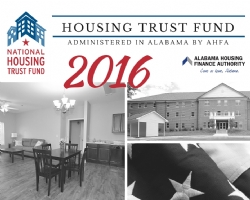 HOUSING TRUST FUND
ADMINISTERED IN ALABAMA BY AHFA
NATIONAL
HOUSING
TRUST FUND
2016
ALABAMA HOUSING
FINANCE AUTHORITY